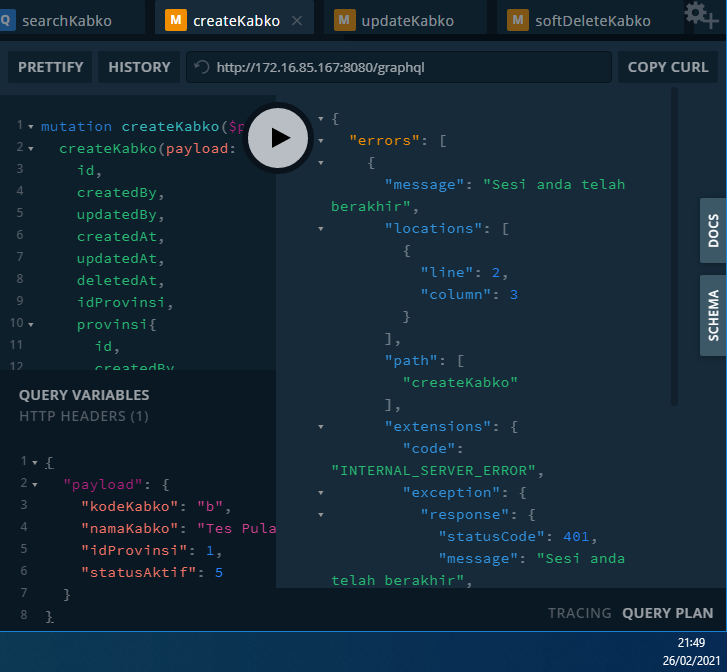 Q searchKabko M createKabko × M updateKabko M softDeleteKabko +
PRETTIFY HISTORY http://172.16.85.167:8080/graphql COPY CURL
1 mutation createKabko($p
2 createKabko(payload:
3 id,
4 createdBy,
5 updatedBy,
6 createdAt,
7 updatedAt,
8 deletedAt,
9 idProvinsi,
10 provinsi{
11 id,
12 createdBy
QUERY VARIABLES
HTTP HEADERS (1)
1 {
2 "payload": {
3 "kodeKabko": "b",
4 "namaKabko": "Tes Pula
5 "idProvinsi": 1,
6 "statusAktif": 5
7 }
8 }
{
"errors": [
{
"message": "Sesi anda telah
berakhir",
"locations": [
{
"line": 2,
"column": 3
}
],
"path": [
"createKabko"
],
"extensions": {
"code":
"INTERNAL_SERVER_ERROR",
"exception": {
"response": {
"statusCode": 401,
"message": "Sesi anda
telah berakhir",
DOCS
SCHEMA
TRACING QUERY PLAN
21:49
26/02/2021